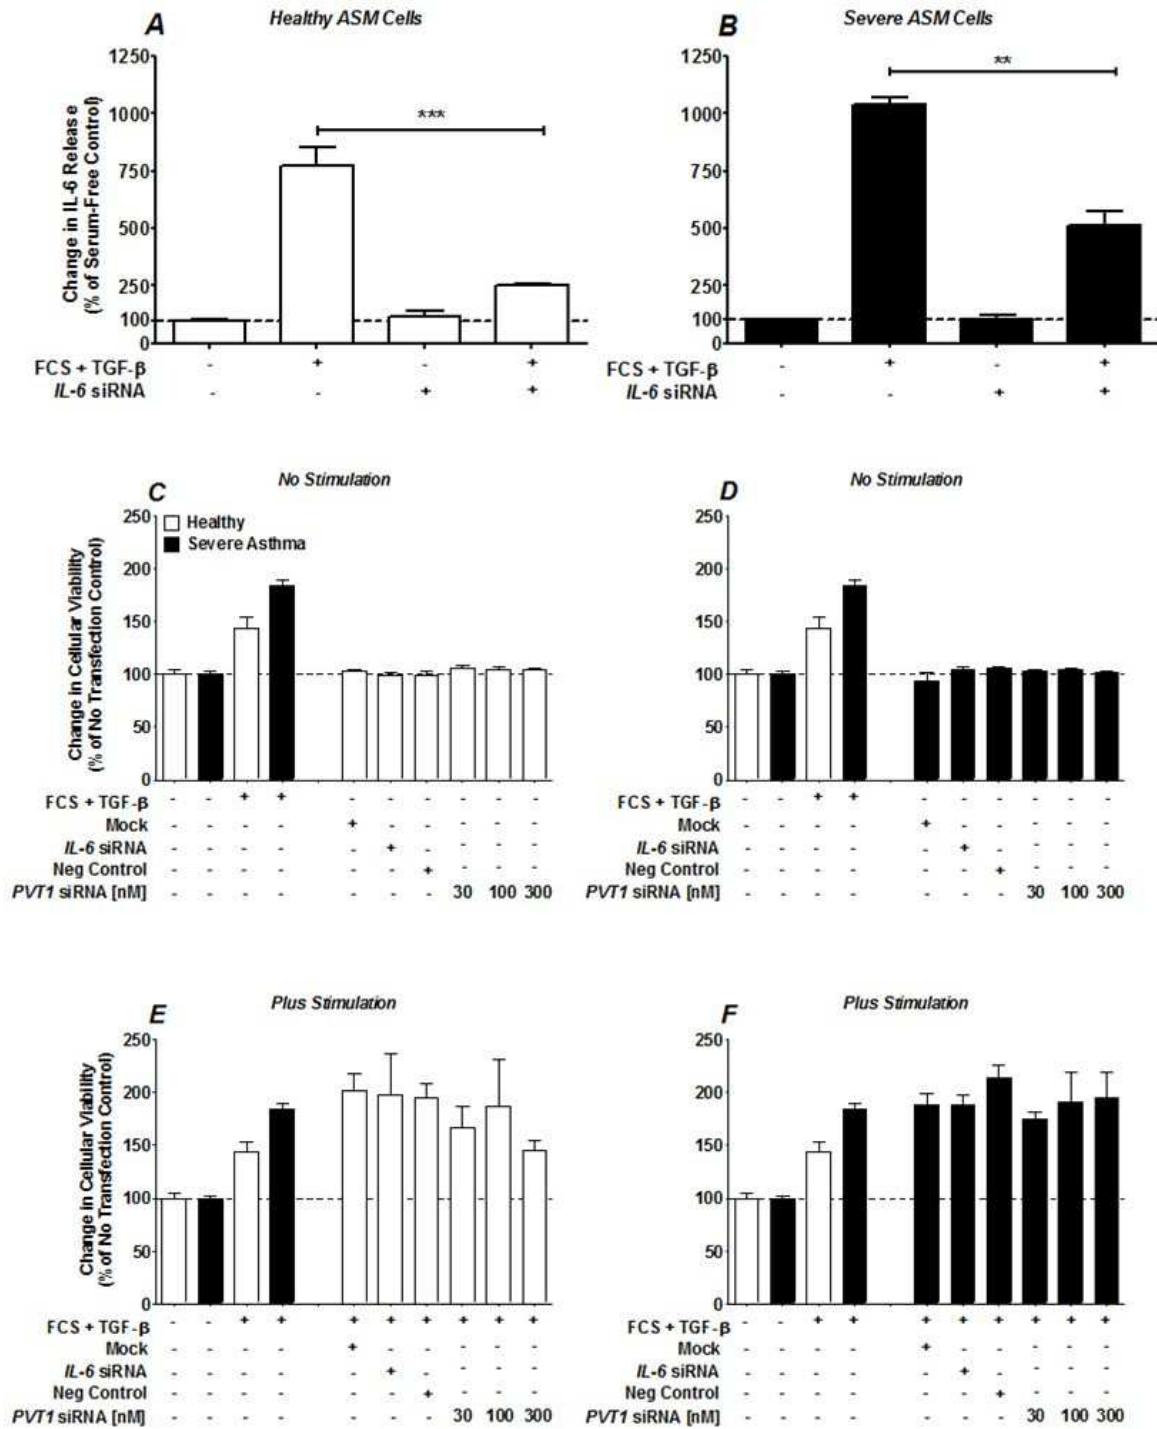 A
Healthy ASM Cells
B
Severe ASM Cells
Change in IL-6 Release
(% of Serum-Free Control)
1250
1000
750
500
250
100
0
***
1250
1000
750
500
250
100
0
**
FCS + TGF-β - + - +
IL-6 siRNA - - + +
FCS + TGF-β - + - +
IL-6 siRNA - - + +
C
No Stimulation
D
No Stimulation
Change in Cellular Viability
(% of No Transfection Control)
250
200
150
100
50
0
Healthy
Severe Asthma
250
200
150
100
50
0
FCS + TGF-β - - + + - - - - - -
Mock - - - - + - - - - -
IL-6 siRNA - - - - - + - - - -
Neg Control - - - - - - + - - -
PVT1 siRNA [nM] - - - - - - - 30 100 300
FCS + TGF-β - - + + - - - - - -
Mock - - - - + - - - - -
IL-6 siRNA - - - - - + - - - -
Neg Control - - - - - - + - - -
PVT1 siRNA [nM] - - - - - - - 30 100 300
E
Plus Stimulation
F
Plus Stimulation
Change in Cellular Viability
(% of No Transfection Control)
250
200
150
100
50
0
250
200
150
100
50
0
FCS + TGF-β - - + + + + + + + +
Mock - - - - + - - - - -
IL-6 siRNA - - - - - + - - - -
Neg Control - - - - - - + - - -
PVT1 siRNA [nM] - - - - - - - 30 100 300
FCS + TGF-β - - + + + + + + + +
Mock - - - - + - - - - -
IL-6 siRNA - - - - - + - - - -
Neg Control - - - - - - + - - -
PVT1 siRNA [nM] - - - - - - - 30 100 300